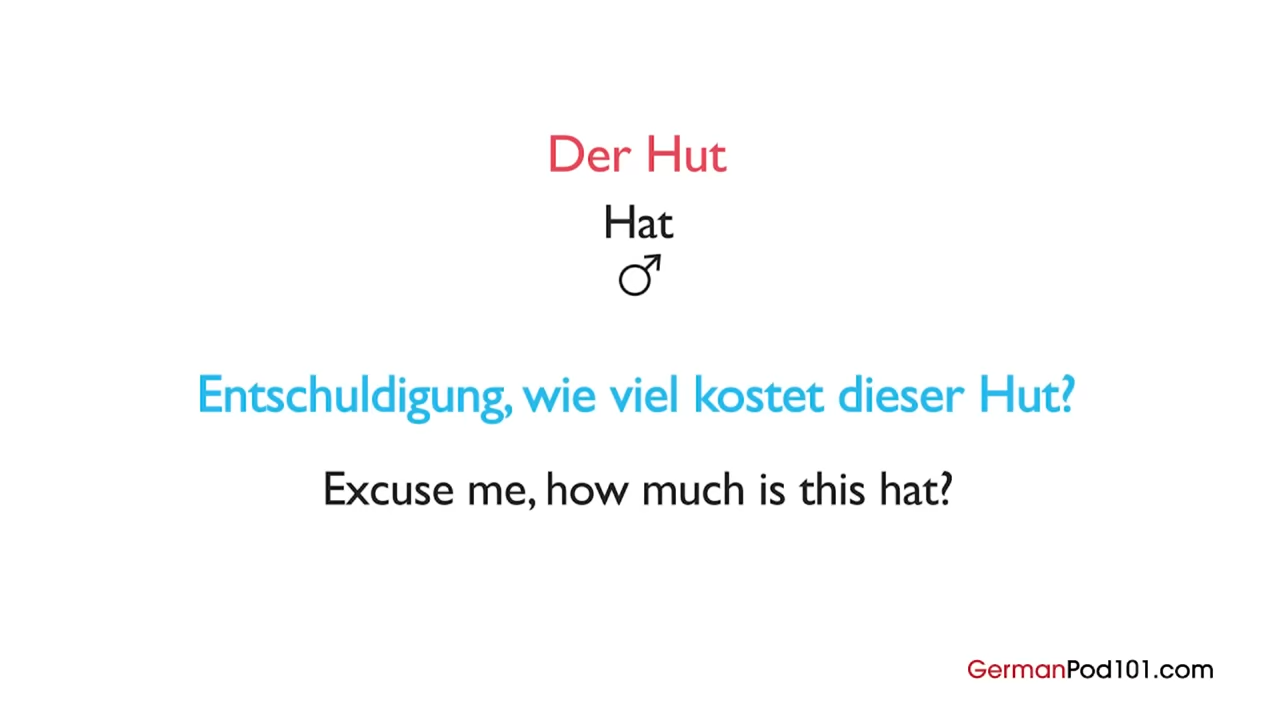 Der Hut
Hat
♂
Entschuldigung, wie viel kostet dieser Hut?
Excuse me, how much is this hat?
GermanPod101.com